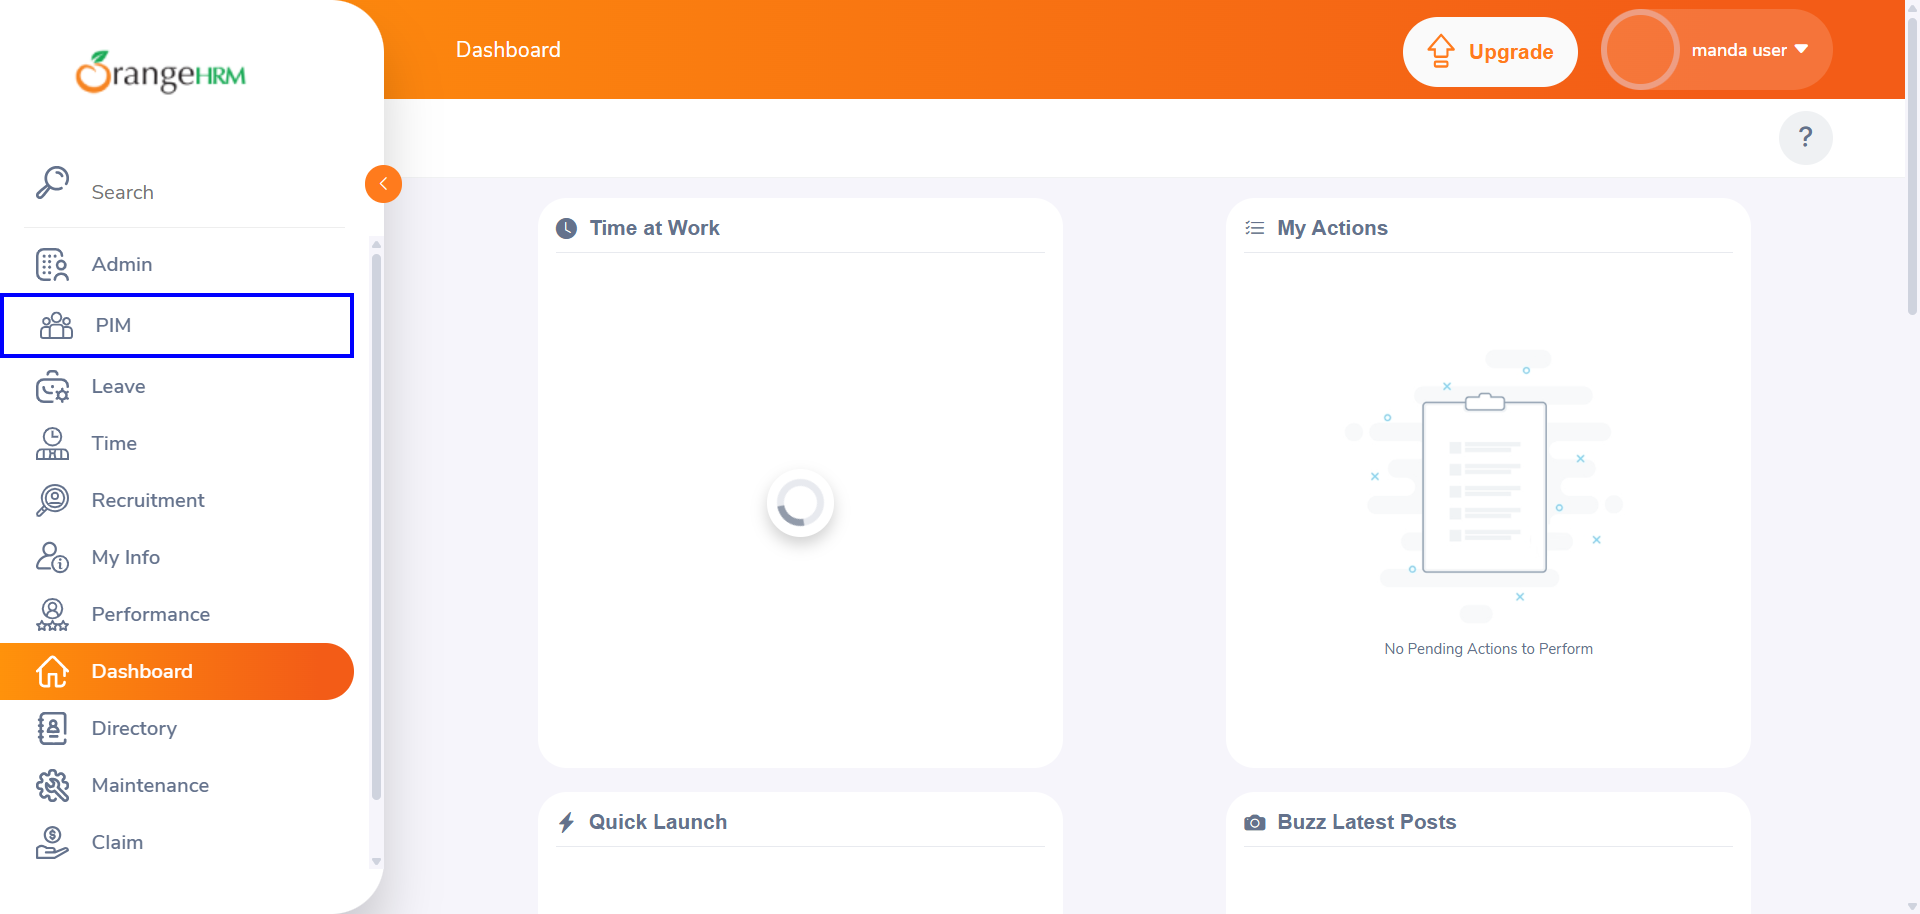 OrangeHRM
Search
Admin
PIM
Leave
Time
Recruitment
My Info
Performance
Dashboard
Directory
Maintenance
Claim
Dashboard
Upgrade
manda user
?
Time at Work
My Actions
No Pending Actions to Perform
Quick Launch
Buzz Latest Posts